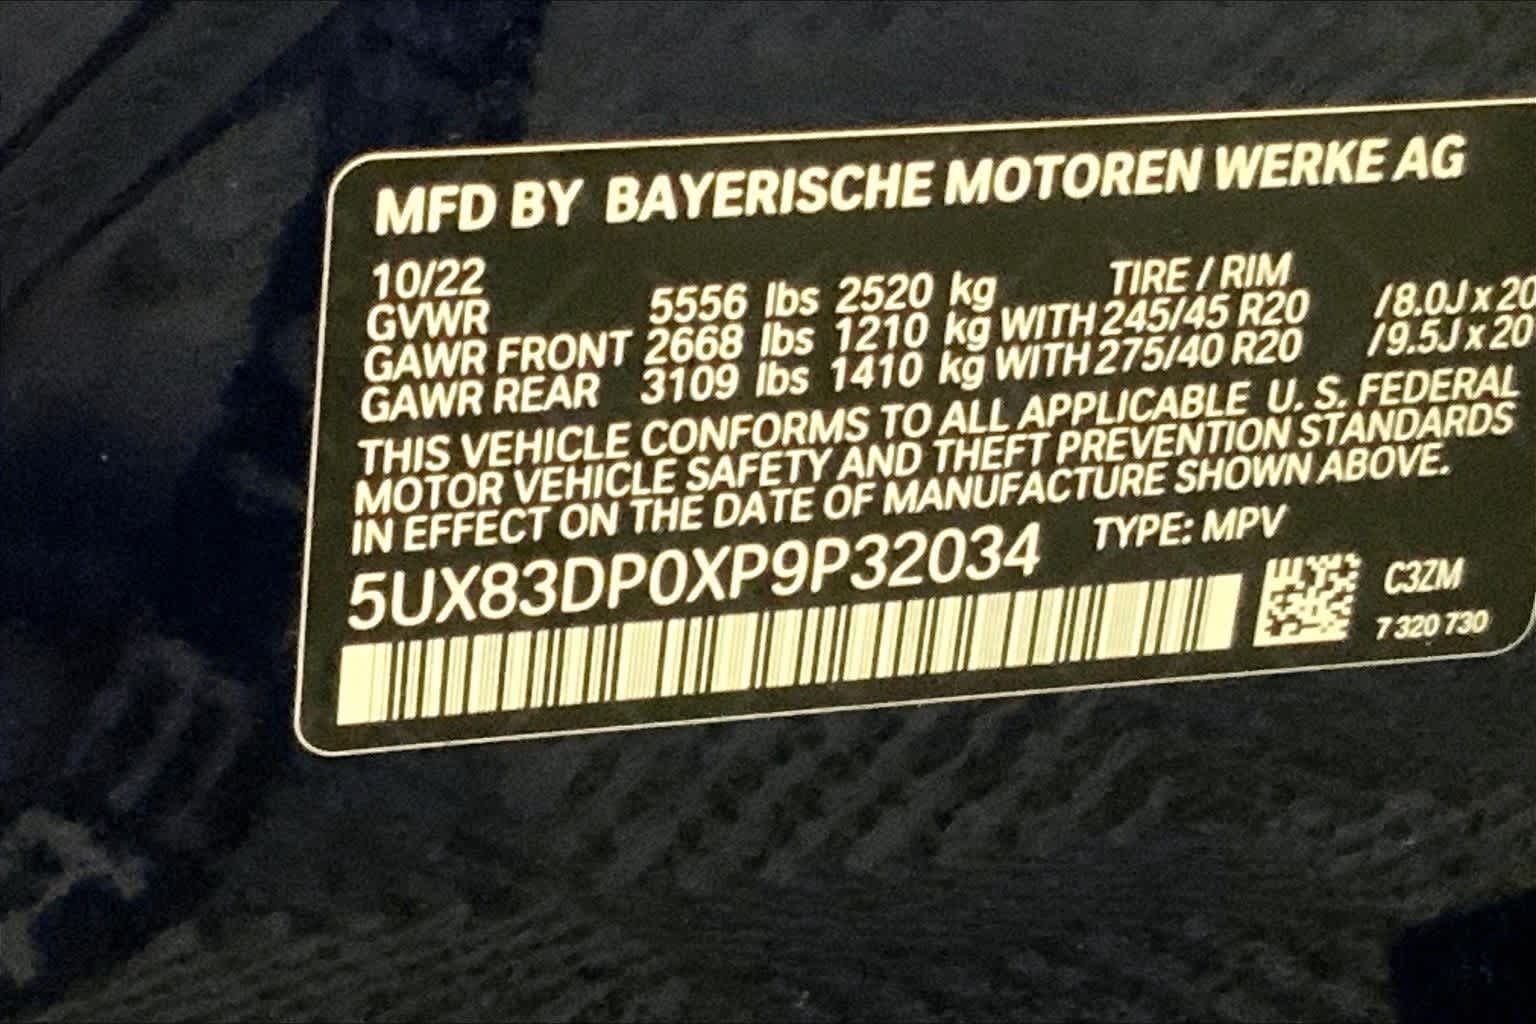 MFD BY BAYERISCHE MOTOREN WERKE AG
10/22 TIRE / RIM
GVWR 5556 lbs 2520 kg
GAWR FRONT 2668 lbs 1210 kg WITH 245/45 R20 /8.0J x 20
GAWR REAR 3109 lbs 1410 kg WITH 275/40 R20 /9.5J x 20
THIS VEHICLE CONFORMS TO ALL APPLICABLE U. S. FEDERAL
MOTOR VEHICLE SAFETY AND THEFT PREVENTION STANDARDS
IN EFFECT ON THE DATE OF MANUFACTURE SHOWN ABOVE.
5UX83DP0XP9P32034 TYPE: MPV
C3ZM
7 320 730